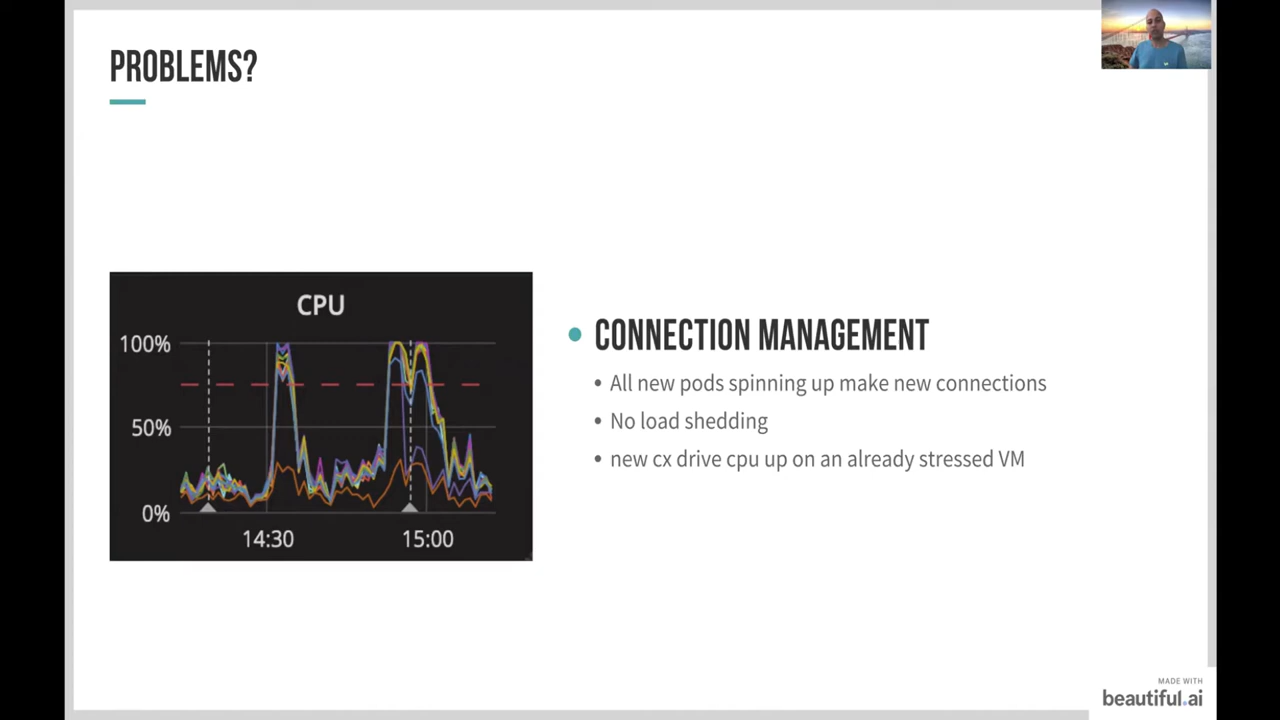 PROBLEMS?
CPU
100%
50%
0%
14:30 15:00
CONNECTION MANAGEMENT
• All new pods spinning up make new connections
• No load shedding
• new cx drive cpu up on an already stressed VM
MADE WITH
beautiful.ai